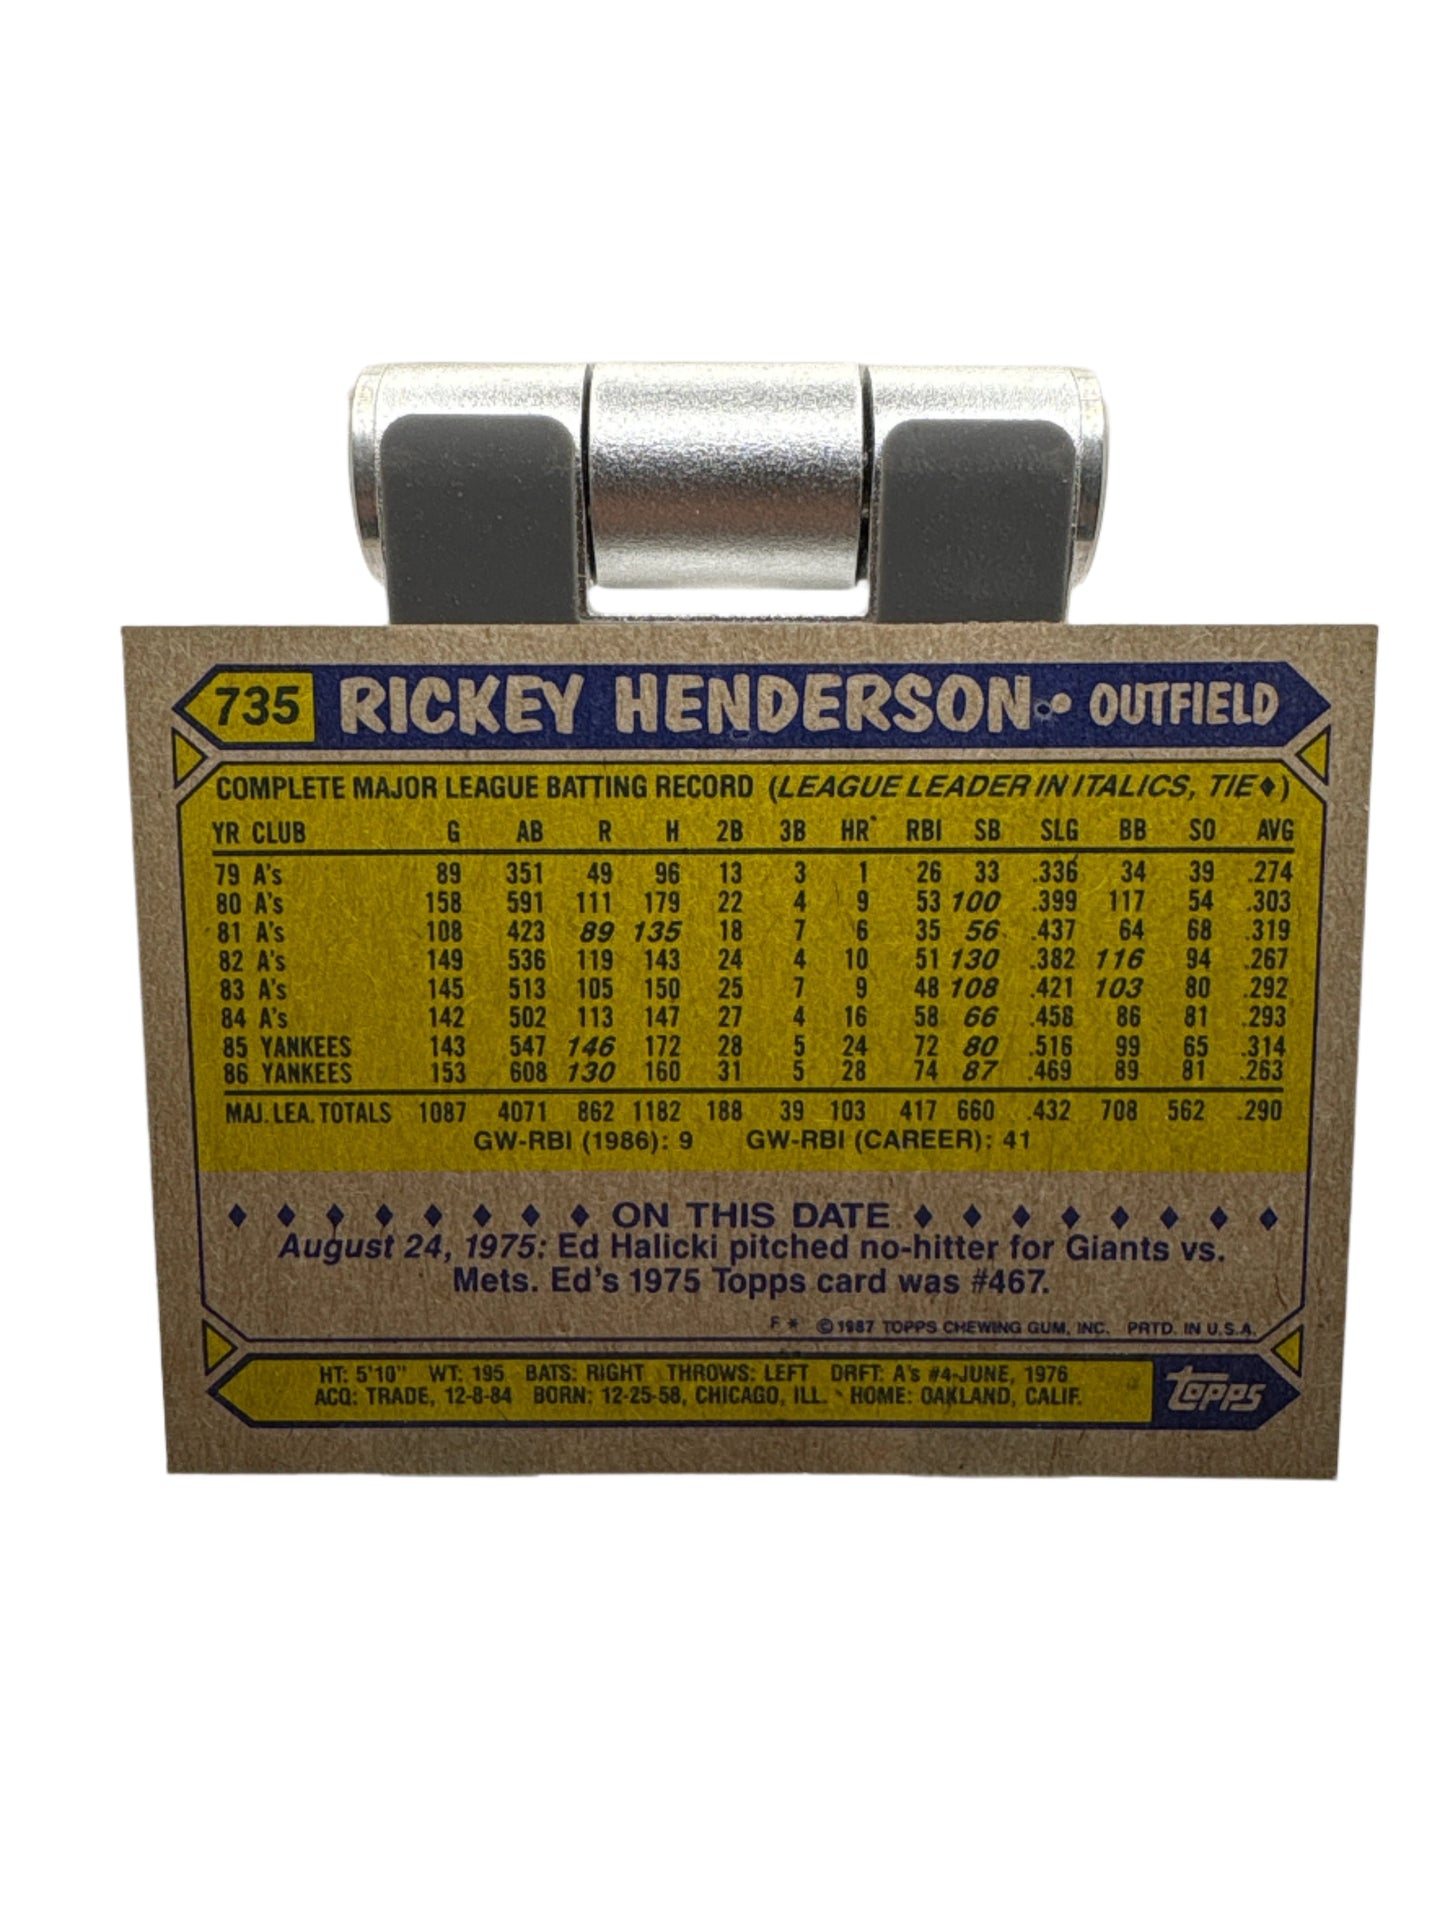 735 RICKEY HENDERSON • OUTFIELD
COMPLETE MAJOR LEAGUE BATTING RECORD (LEAGUE LEADER IN ITALICS, TIE♦)
YR CLUB G AB R H 2B 3B HR RBI SB SLG BB SO AVG
79 A's 89 351 49 96 13 3 1 26 33 .336 34 39 .274
80 A's 158 591 111 179 22 4 9 53 100 .399 117 54 .303
81 A's 108 423 89 135 18 7 6 35 56 .437 64 68 .319
82 A's 149 536 119 143 24 4 10 51 130 .382 116 94 .267
83 A's 145 513 105 150 25 7 9 48 108 .421 103 80 .292
84 A's 142 502 113 147 27 4 16 58 66 .458 86 81 .293
85 YANKEES 143 547 146 172 28 5 24 72 80 .516 99 65 .314
86 YANKEES 153 608 130 160 31 5 28 74 87 .469 89 81 .263
MAJ. LEA. TOTALS 1087 4071 862 1182 188 39 103 417 660 .432 708 562 .290
GW-RBI (1986): 9 GW-RBI (CAREER): 41
♦ ♦ ♦ ♦ ♦ ♦ ♦ ♦ ON THIS DATE ♦ ♦ ♦ ♦ ♦ ♦ ♦ ♦
August 24, 1975: Ed Halicki pitched no-hitter for Giants vs.
Mets. Ed's 1975 Topps card was #467.
F * © 1987 TOPPS CHEWING GUM, INC. PRTD. IN U.S.A.
HT: 5'10" WT: 195 BATS: RIGHT THROWS: LEFT DRFT: A's #4-JUNE, 1976
ACQ: TRADE, 12-8-84 BORN: 12-25-58, CHICAGO, ILL. HOME: OAKLAND, CALIF.
topps